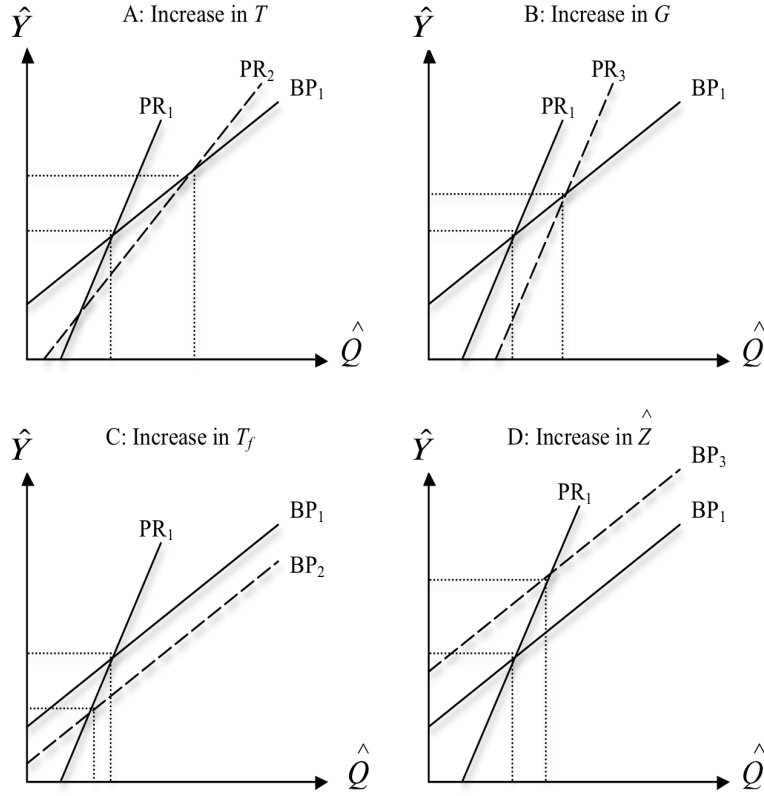 A: Increase in T
Ŷ
PR₁
PR₂
BP₁
Q̂
B: Increase in G
Ŷ
PR₁
PR₃
BP₁
Q̂
C: Increase in T_f
Ŷ
PR₁
BP₁
BP₂
Q̂
D: Increase in Ẑ
Ŷ
PR₁
BP₃
BP₁
Q̂